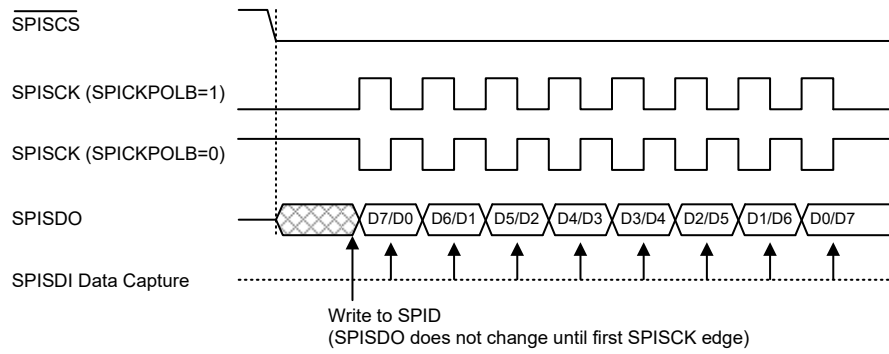 SPISCS
SPISCK (SPICKPOLB=1)
SPISCK (SPICKPOLB=0)
SPISDO
D7/D0 D6/D1 D5/D2 D4/D3 D3/D4 D2/D5 D1/D6 D0/D7
SPISDI Data Capture
Write to SPID
(SPISDO does not change until first SPISCK edge)